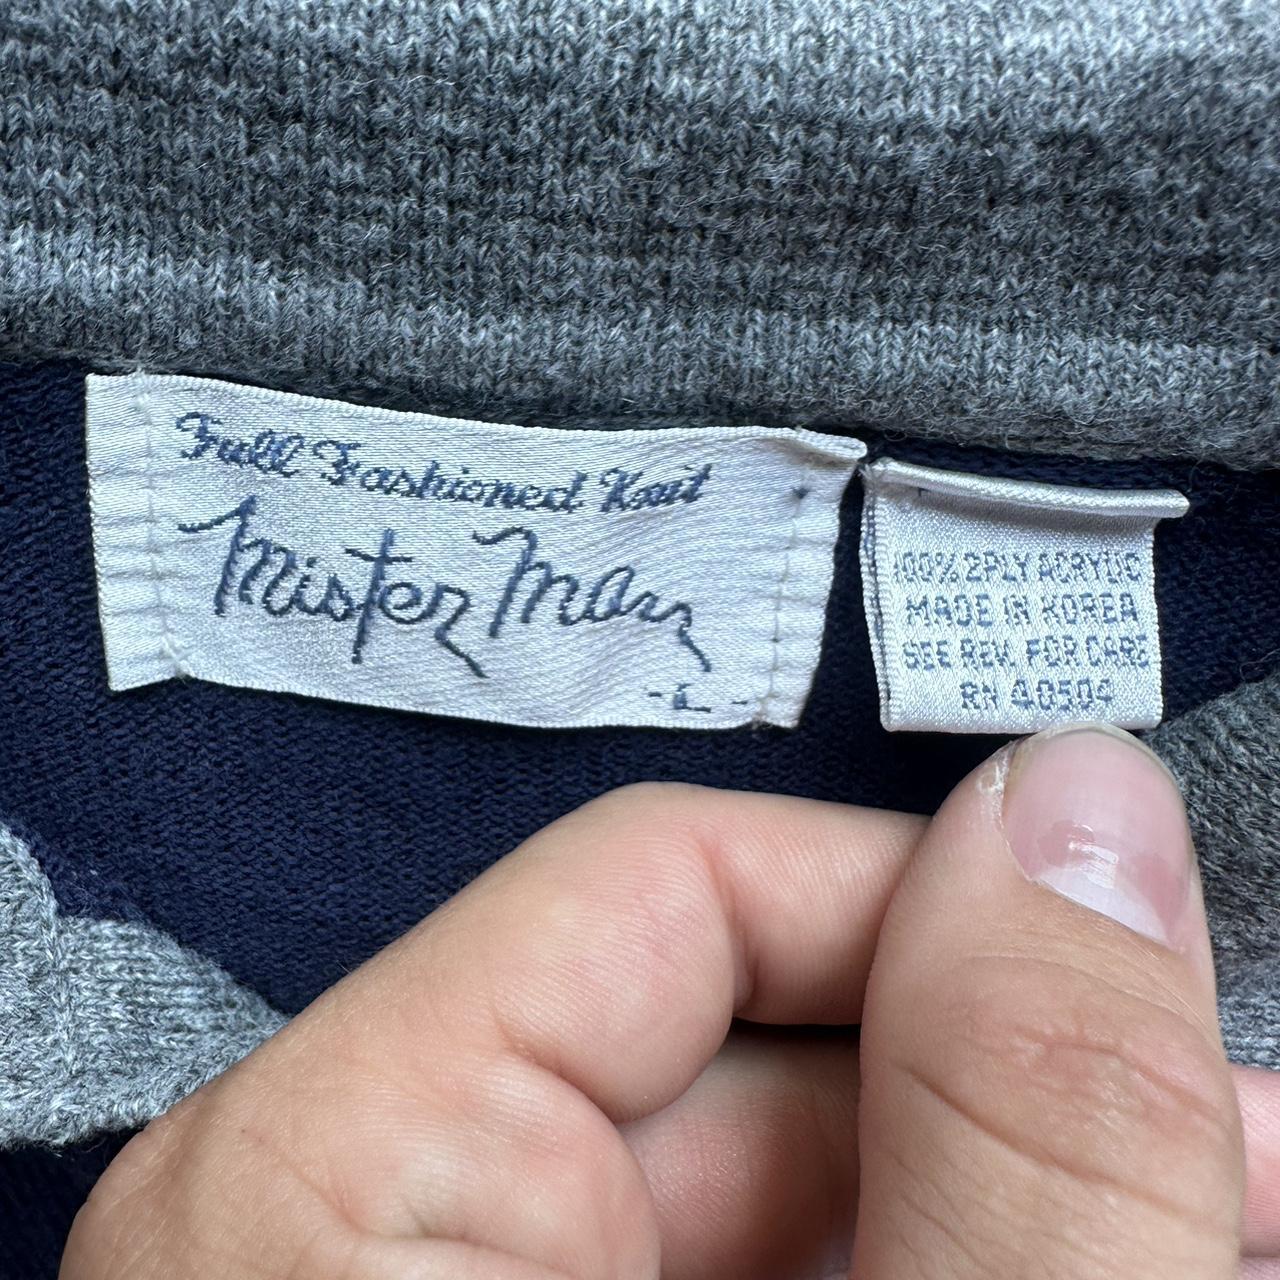 Full Fashioned Knit
Mister Man
-L-
100% 2PLY ACRYLIC
MADE IN KOREA
SEE REV. FOR CARE
RN 40504